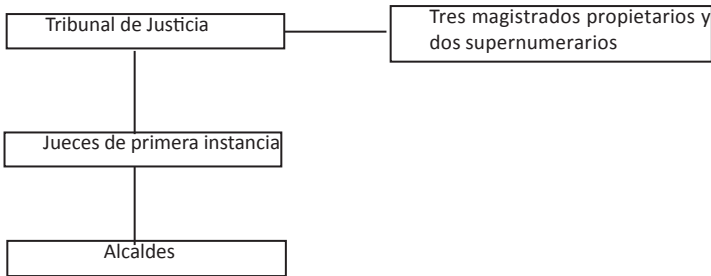 Tribunal de Justicia
Tres magistrados propietarios y
dos supernumerarios
Jueces de primera instancia
Alcaldes